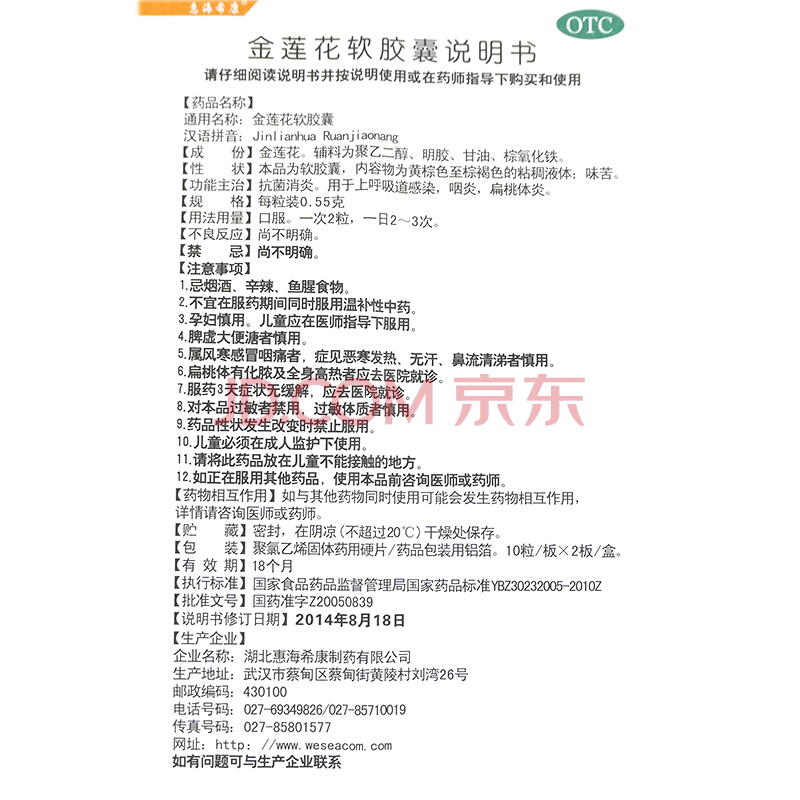 惠海希康®
OTC
金莲花软胶囊说明书
请仔细阅读说明书并按说明使用或在药师指导下购买和使用
【药品名称】
通用名称：金莲花软胶囊
汉语拼音：Jinlianhua Ruanjiaonang
【成　　份】金莲花。辅料为聚乙二醇、明胶、甘油、棕氧化铁。
【性　　状】本品为软胶囊，内容物为黄棕色至棕褐色的粘稠液体；味苦。
【功能主治】抗菌消炎。用于上呼吸道感染，咽炎，扁桃体炎。
【规　　格】每粒装0.55克
【用法用量】口服。一次2粒，一日2～3次。
【不良反应】尚不明确。
【禁　　忌】尚不明确。
【注意事项】
1.忌烟酒、辛辣、鱼腥食物。
2.不宜在服药期间同时服用温补性中药。
3.孕妇慎用。儿童应在医师指导下服用。
4.脾虚大便溏者慎用。
5.属风寒感冒咽痛者，症见恶寒发热、无汗、鼻流清涕者慎用。
6.扁桃体有化脓及全身高热者应去医院就诊。
7.服药3天症状无缓解，应去医院就诊。
JD.COM 京东
8.对本品过敏者禁用，过敏体质者慎用。
9.药品性状发生改变时禁止服用。
10.儿童必须在成人监护下使用。
11.请将此药品放在儿童不能接触的地方。
12.如正在服用其他药品，使用本品前咨询医师或药师。
【药物相互作用】如与其他药物同时使用可能会发生药物相互作用，
详情请咨询医师或药师。
【贮　　藏】密封，在阴凉(不超过20℃)干燥处保存。
【包　　装】聚氯乙烯固体药用硬片/药品包装用铝箔。10粒/板×2板/盒。
【有 效 期】18个月
【执行标准】国家食品药品监督管理局国家药品标准YBZ30232005-2010Z
【批准文号】国药准字Z20050839
【说明书修订日期】2014年8月18日
【生产企业】
企业名称：湖北惠海希康制药有限公司
生产地址：武汉市蔡甸区蔡甸街黄陵村刘湾26号
邮政编码：430100
电话号码：027-69349826/027-85710019
传真号码：027-85801577
网址：http：//www.weseacom.com
如有问题可与生产企业联系